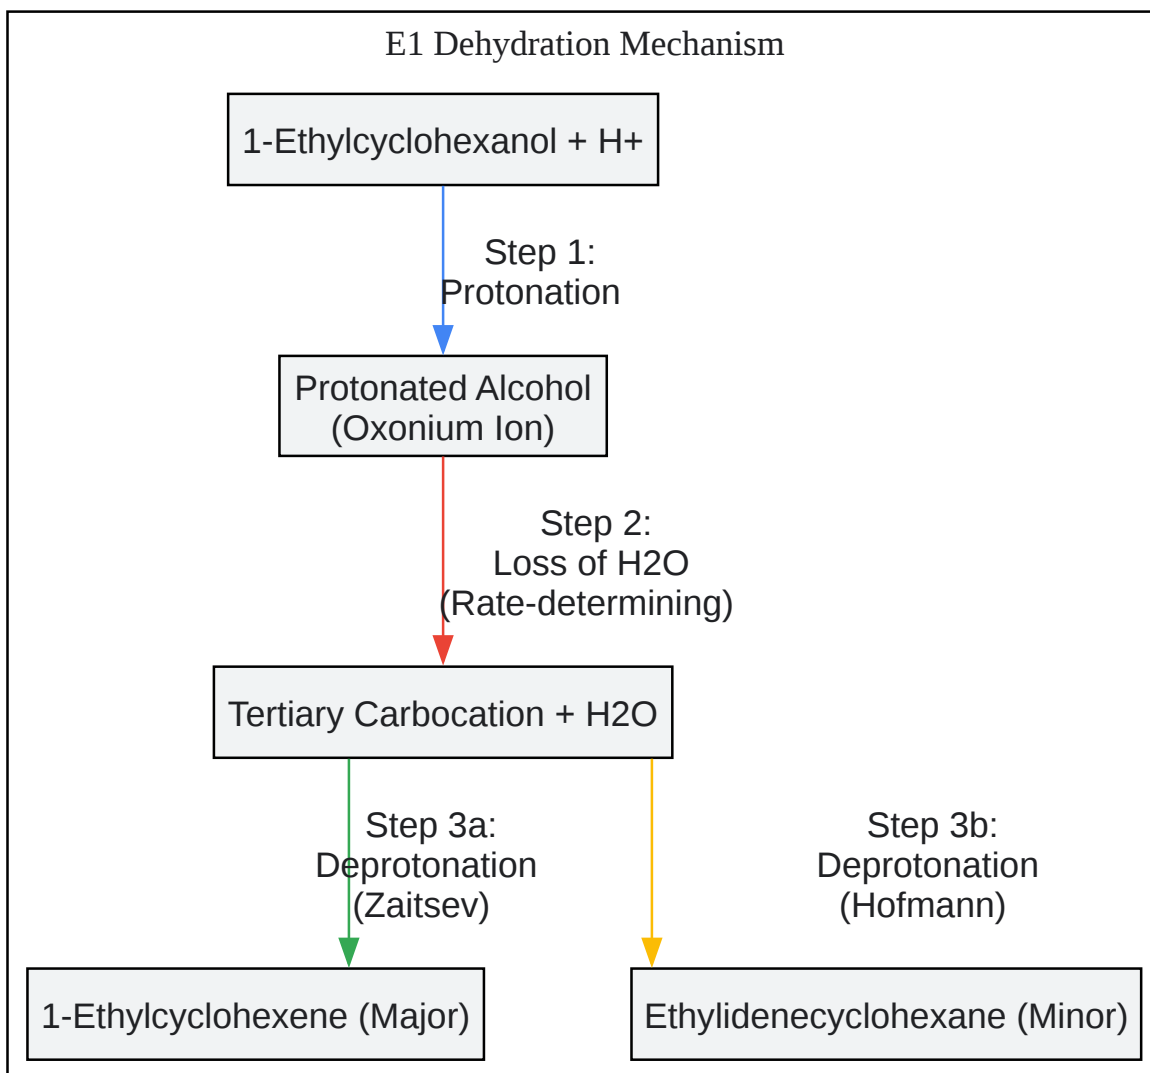 E1 Dehydration Mechanism
1-Ethylcyclohexanol + H+
Step 1:
Protonation
Protonated Alcohol
(Oxonium Ion)
Step 2:
Loss of H2O
(Rate-determining)
Tertiary Carbocation + H2O
Step 3a:
Deprotonation
(Zaitsev)
Step 3b:
Deprotonation
(Hofmann)
1-Ethylcyclohexene (Major)
Ethylidenecyclohexane (Minor)